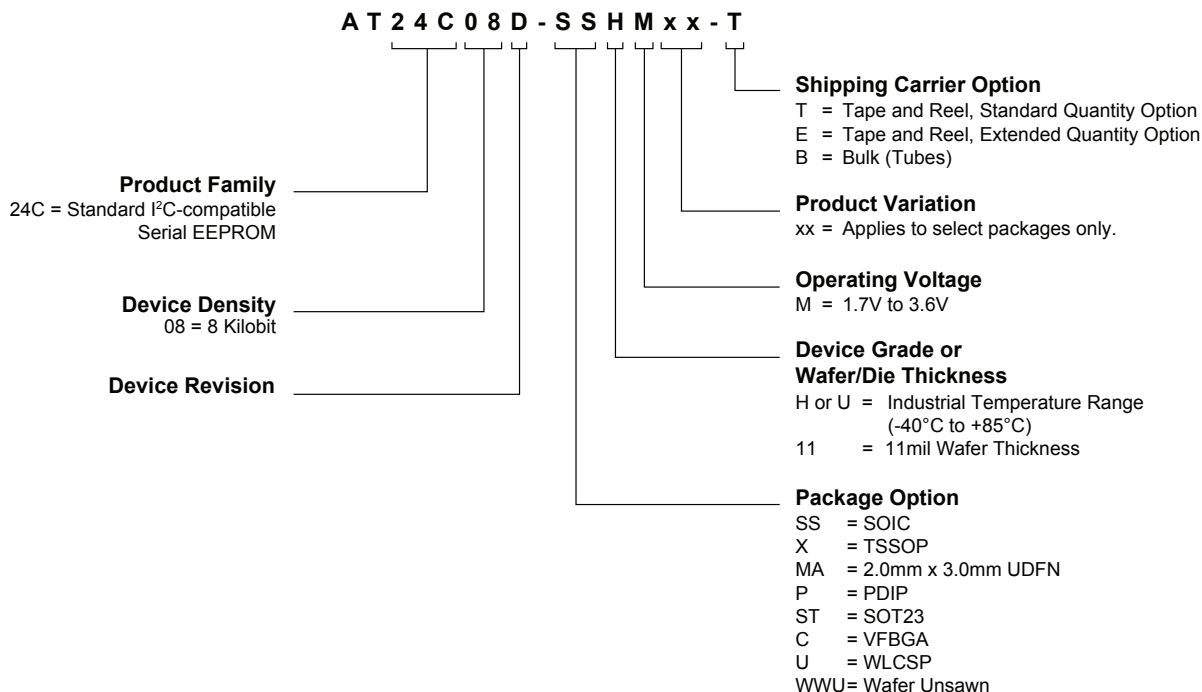 AT24C08D-SSHMxx-T
Product Family
24C = Standard I²C-compatible
Serial EEPROM
Device Density
08 = 8 Kilobit
Device Revision
Shipping Carrier Option
T = Tape and Reel, Standard Quantity Option
E = Tape and Reel, Extended Quantity Option
B = Bulk (Tubes)
Product Variation
xx = Applies to select packages only.
Operating Voltage
M = 1.7V to 3.6V
Device Grade or
Wafer/Die Thickness
H or U = Industrial Temperature Range
(-40°C to +85°C)
11 = 11mil Wafer Thickness
Package Option
SS = SOIC
X = TSSOP
MA = 2.0mm x 3.0mm UDFN
P = PDIP
ST = SOT23
C = VFBGA
U = WLCSP
WWU= Wafer Unsawn